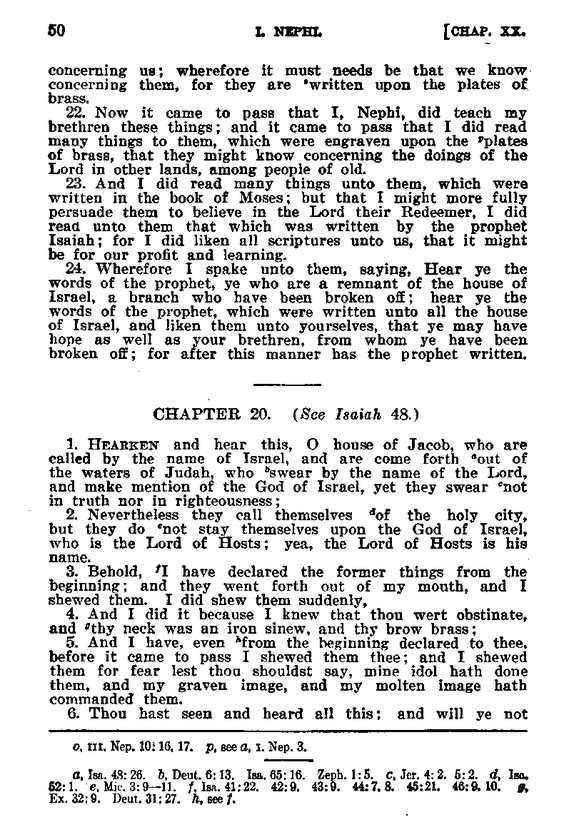 50 I. NEPHI. [CHAP. XX.
concerning us; wherefore it must needs be that we know
concerning them, for they are ᵒwritten upon the plates of
brass.
22. Now it came to pass that I, Nephi, did teach my
brethren these things; and it came to pass that I did read
many things to them, which were engraven upon the ᵖplates
of brass, that they might know concerning the doings of the
Lord in other lands, among people of old.
23. And I did read many things unto them, which were
written in the book of Moses; but that I might more fully
persuade them to believe in the Lord their Redeemer, I did
read unto them that which was written by the prophet
Isaiah; for I did liken all scriptures unto us, that it might
be for our profit and learning.
24. Wherefore I spake unto them, saying, Hear ye the
words of the prophet, ye who are a remnant of the house of
Israel, a branch who have been broken off; hear ye the
words of the prophet, which were written unto all the house
of Israel, and liken them unto yourselves, that ye may have
hope as well as your brethren, from whom ye have been
broken off; for after this manner has the prophet written.
CHAPTER 20. (See Isaiah 48.)
1. HEARKEN and hear this, O house of Jacob, who are
called by the name of Israel, and are come forth ᵃout of
the waters of Judah, who ᵇswear by the name of the Lord,
and make mention of the God of Israel, yet they swear ᶜnot
in truth nor in righteousness;
2. Nevertheless they call themselves ᵈof the holy city,
but they do ᵉnot stay themselves upon the God of Israel,
who is the Lord of Hosts; yea, the Lord of Hosts is his
name.
3. Behold, ᶠI have declared the former things from the
beginning; and they went forth out of my mouth, and I
shewed them. I did shew them suddenly,
4. And I did it because I knew that thou wert obstinate,
and ᵍthy neck was an iron sinew, and thy brow brass;
5. And I have, even ʰfrom the beginning declared to thee,
before it came to pass I shewed them thee; and I shewed
them for fear lest thou shouldst say, mine idol hath done
them, and my graven image, and my molten image hath
commanded them.
6. Thou hast seen and heard all this; and will ye not
o, III. Nep. 10:16, 17. p, see a, I. Nep. 3.
a, Isa. 48:26. b, Deut. 6:13. Isa. 65:16. Zeph. 1:5. c, Jer. 4:2. 5:2. d, Isa.
52:1. e, Mic. 3:9—11. f, Isa. 41:22. 42:9. 43:9. 44:7, 8. 45:21. 46:9, 10. g,
Ex. 32:9. Deut. 31:27. h, see f.